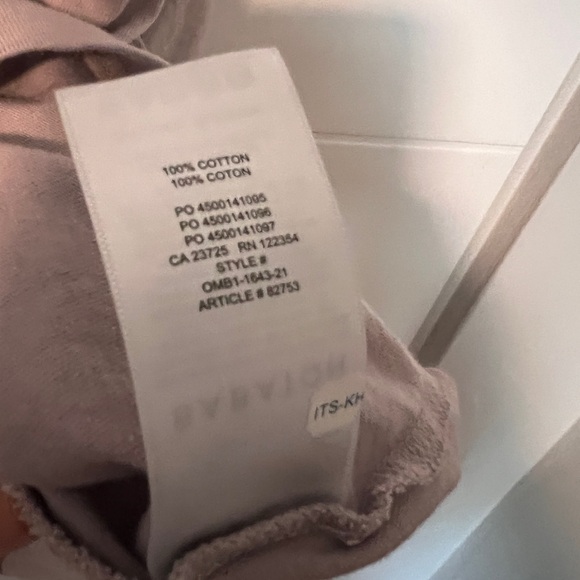 100% COTTON
100% COTON
PO 4500141095
PO 4500141096
PO 4500141097
CA 23725 RN 122354
STYLE #
OMB1-1643-21
ARTICLE # 82753
ITS-KH